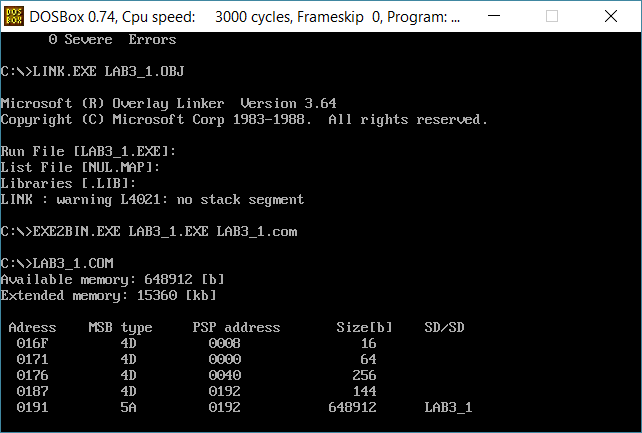 DOS BOX DOSBox 0.74, Cpu speed: 3000 cycles, Frameskip 0, Program: ...
0 Severe Errors
C:\>LINK.EXE LAB3_1.OBJ
Microsoft (R) Overlay Linker Version 3.64
Copyright (C) Microsoft Corp 1983-1988. All rights reserved.
Run File [LAB3_1.EXE]:
List File [NUL.MAP]:
Libraries [.LIB]:
LINK : warning L4021: no stack segment
C:\>EXE2BIN.EXE LAB3_1.EXE LAB3_1.com
C:\>LAB3_1.COM
Available memory: 648912 [b]
Extended memory: 15360 [kb]
Adress MSB type PSP address Size[b] SD/SD
016F 4D 0008 16
0171 4D 0000 64
0176 4D 0040 256
0187 4D 0192 144
0191 5A 0192 648912 LAB3_1